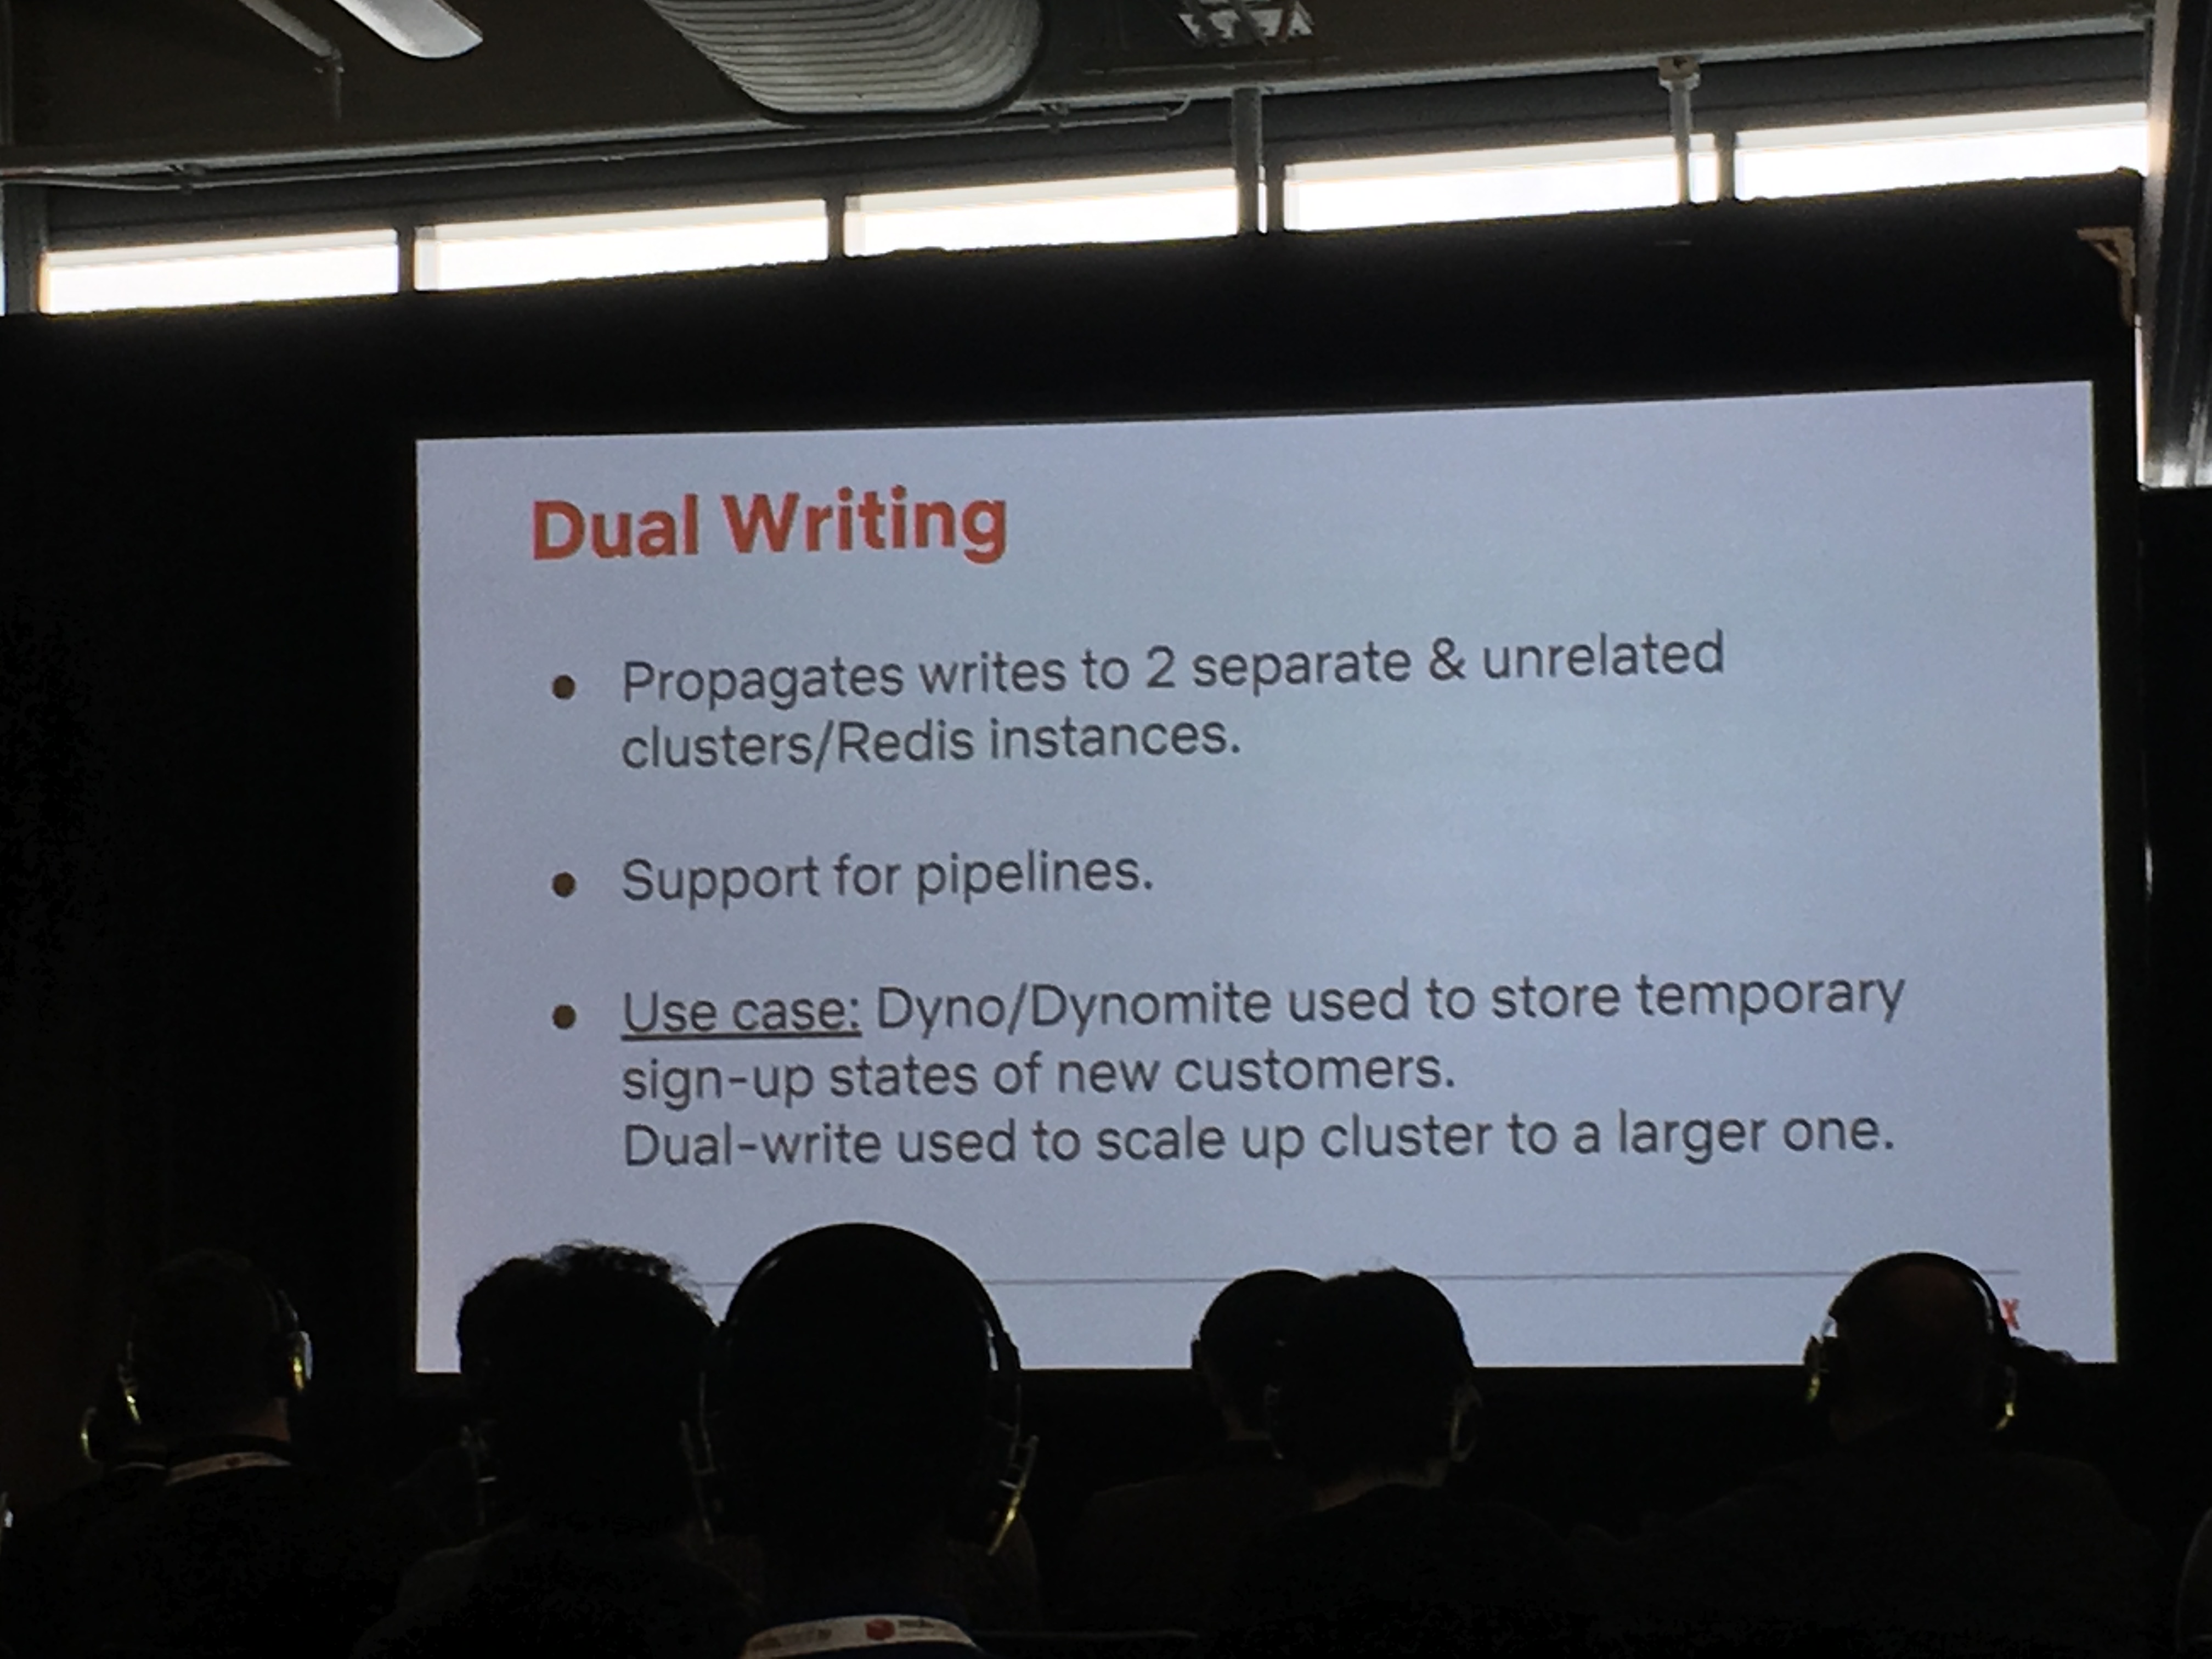 Dual Writing
● Propagates writes to 2 separate & unrelated
clusters/Redis instances.
● Support for pipelines.
● Use case: Dyno/Dynomite used to store temporary
sign-up states of new customers.
Dual-write used to scale up cluster to a larger one.